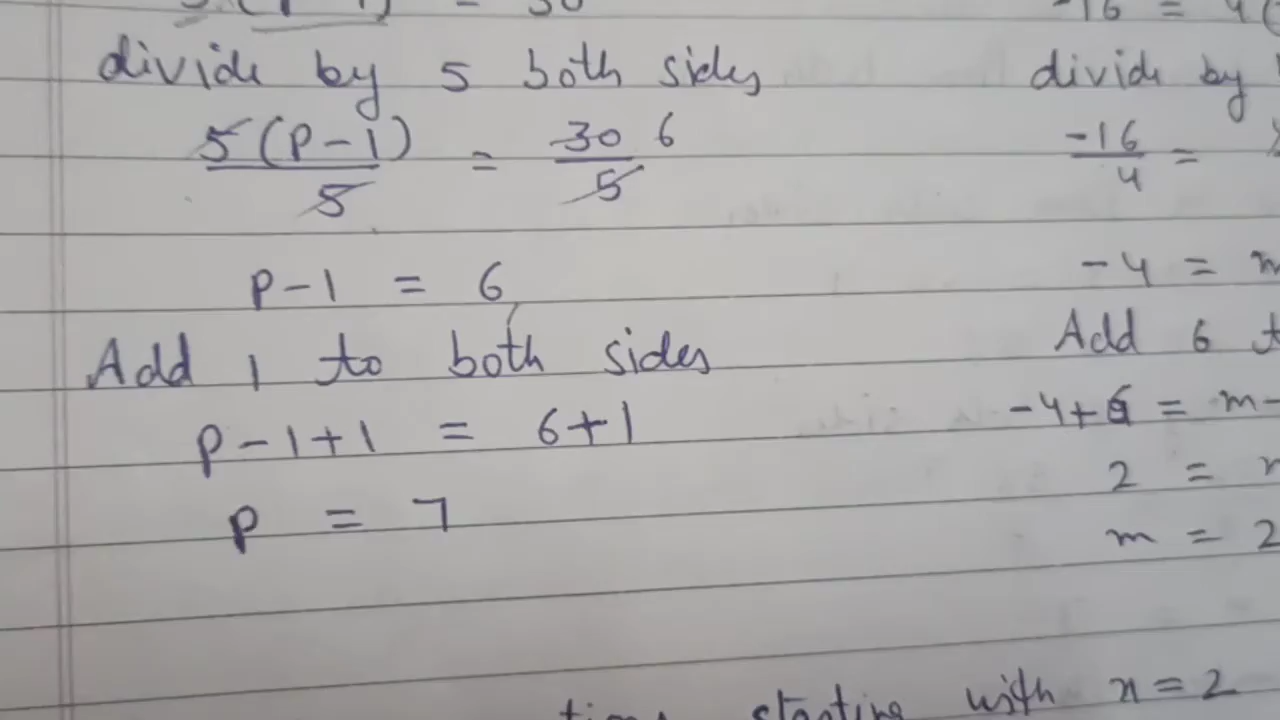 = 30
divide by 5 both sides
5(P-1)/5 = 30/5 6
P-1 = 6
Add 1 to both sides
P-1+1 = 6+1
P = 7
-16 = 4(
divide by
-16/4 =
-4 = m
Add 6 t
-4+6 = m-
2 =
m = 2
starting with x=2